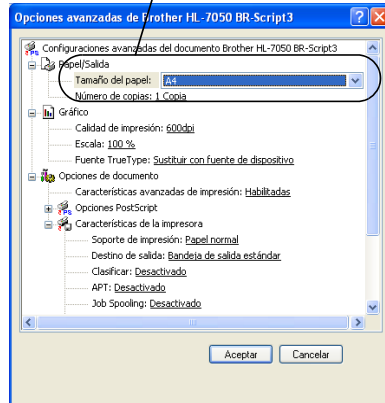 Opciones avanzadas de Brother HL-7050 BR-Script3
Configuraciones avanzadas del documento Brother HL-7050 BR-Script3
Papel/Salida
Tamaño del papel: A4
Número de copias: 1 Copia
Gráfico
Calidad de impresión: 600dpi
Escala: 100 %
Fuente TrueType: Sustituir con fuente de dispositivo
Opciones de documento
Características avanzadas de impresión: Habilitadas
Opciones PostScript
Características de la impresora
Soporte de impresión: Papel normal
Destino de salida: Bandeja de salida estándar
Clasificar: Desactivado
APT: Desactivado
Job Spooling: Desactivado
Aceptar Cancelar